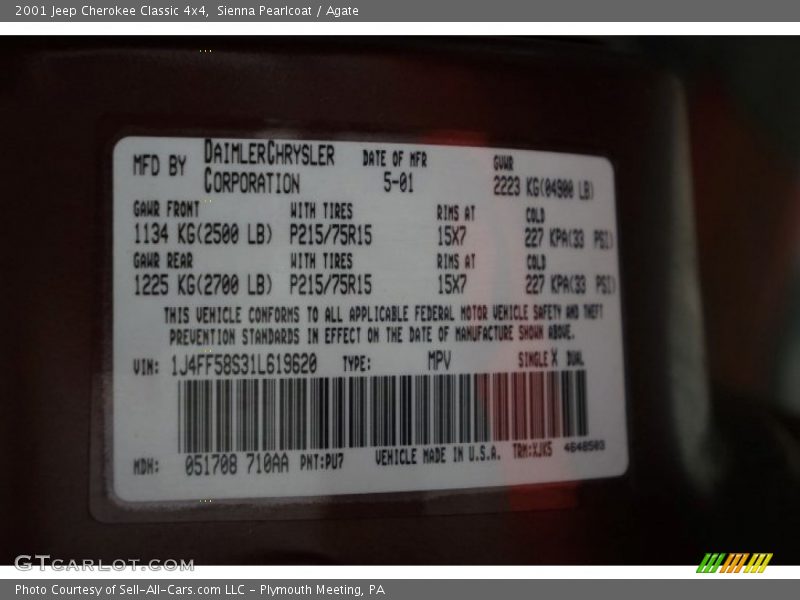 2001 Jeep Cherokee Classic 4x4, Sienna Pearlcoat / Agate
MFD BY DAIMLERCHRYSLER CORPORATION DATE OF MFR 5-01 GVWR 2223 KG(04900 LB)
GAWR FRONT WITH TIRES RIMS AT COLD
1134 KG(2500 LB) P215/75R15 15X7 227 KPA(33 PSI)
GAWR REAR WITH TIRES RIMS AT COLD
1225 KG(2700 LB) P215/75R15 15X7 227 KPA(33 PSI)
THIS VEHICLE CONFORMS TO ALL APPLICABLE FEDERAL MOTOR VEHICLE SAFETY AND THEFT
PREVENTION STANDARDS IN EFFECT ON THE DATE OF MANUFACTURE SHOWN ABOVE.
VIN: 1J4FF58S31L619620 TYPE: MPV SINGLE X DUAL
MDH: 051708 710AA PNT:PU7 VEHICLE MADE IN U.S.A. TRM:XJK5 4648503
GTCARLOT.COM
Photo Courtesy of Sell-All-Cars.com LLC - Plymouth Meeting, PA